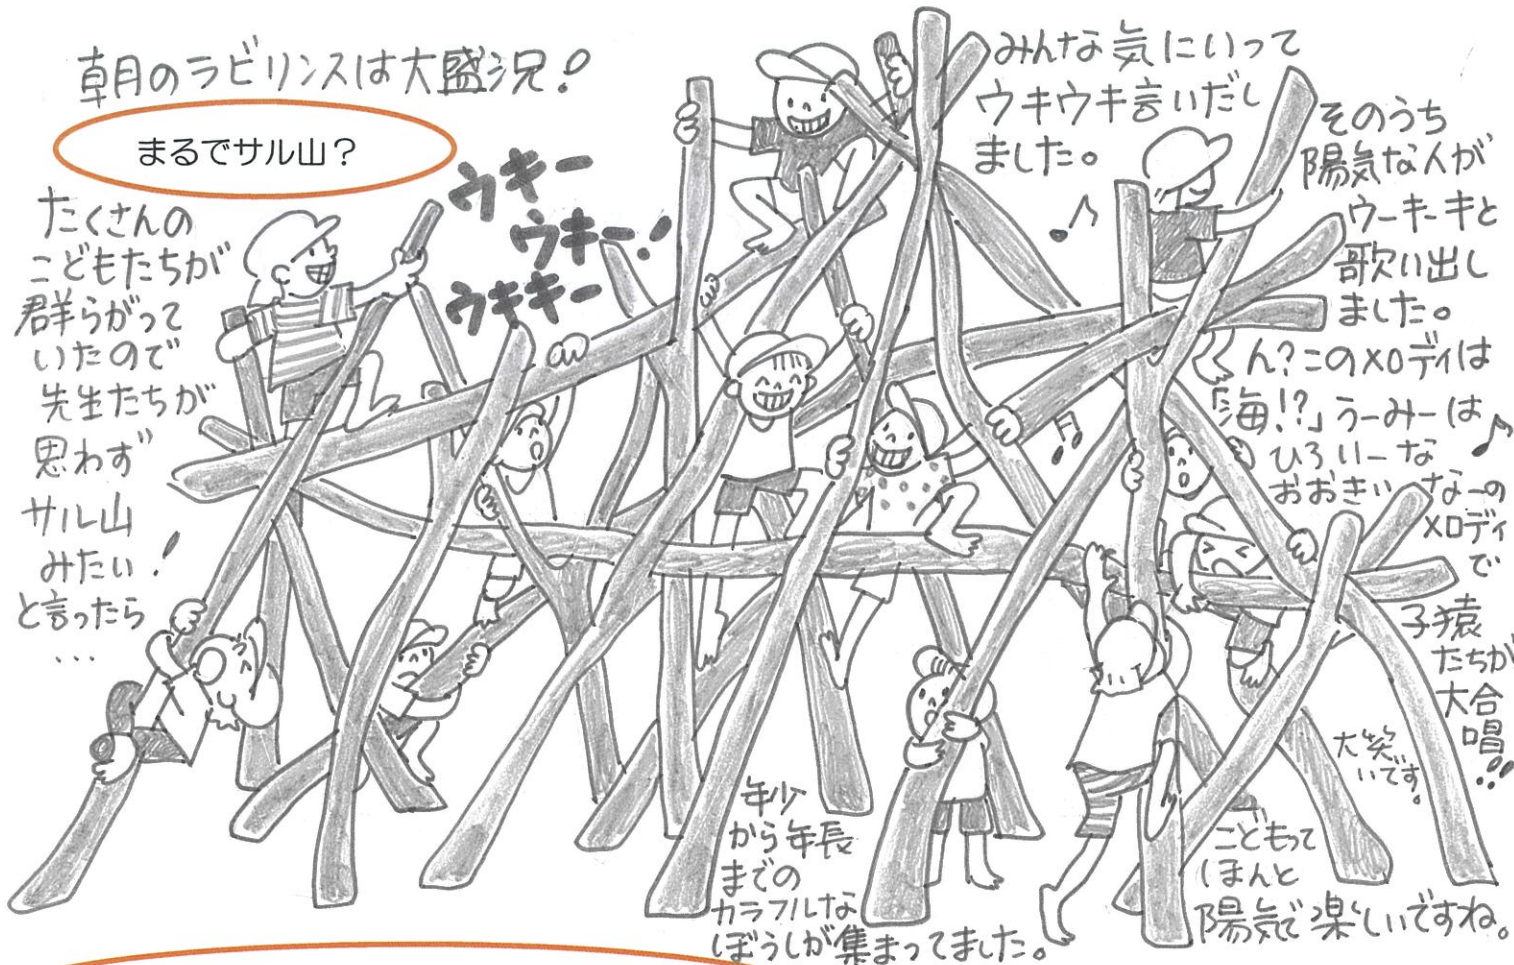 朝のラビリンスは大盛況!
まるでサル山?
たくさんの
こどもたちが
群らがって
いたので
先生たちが
思わず
サル山
みたい!
と言ったら
...
ウキー
ウキー!
ウキキー
みんな気にいって
ウキウキ言いだし
ました。
そのうち
陽気な人が
ウーキーキと
歌い出し
ました。
ん?このメロディは
「海!?」うーみーは
ひろいーな
おおきいなーの
メロディ
で
子猿
たちが
大合
唱!!
大笑
いです。
年少
から年長
までの
カラフルな
ぼうしが集まってました。
こどもって
ほんと
陽気で楽しいですね。